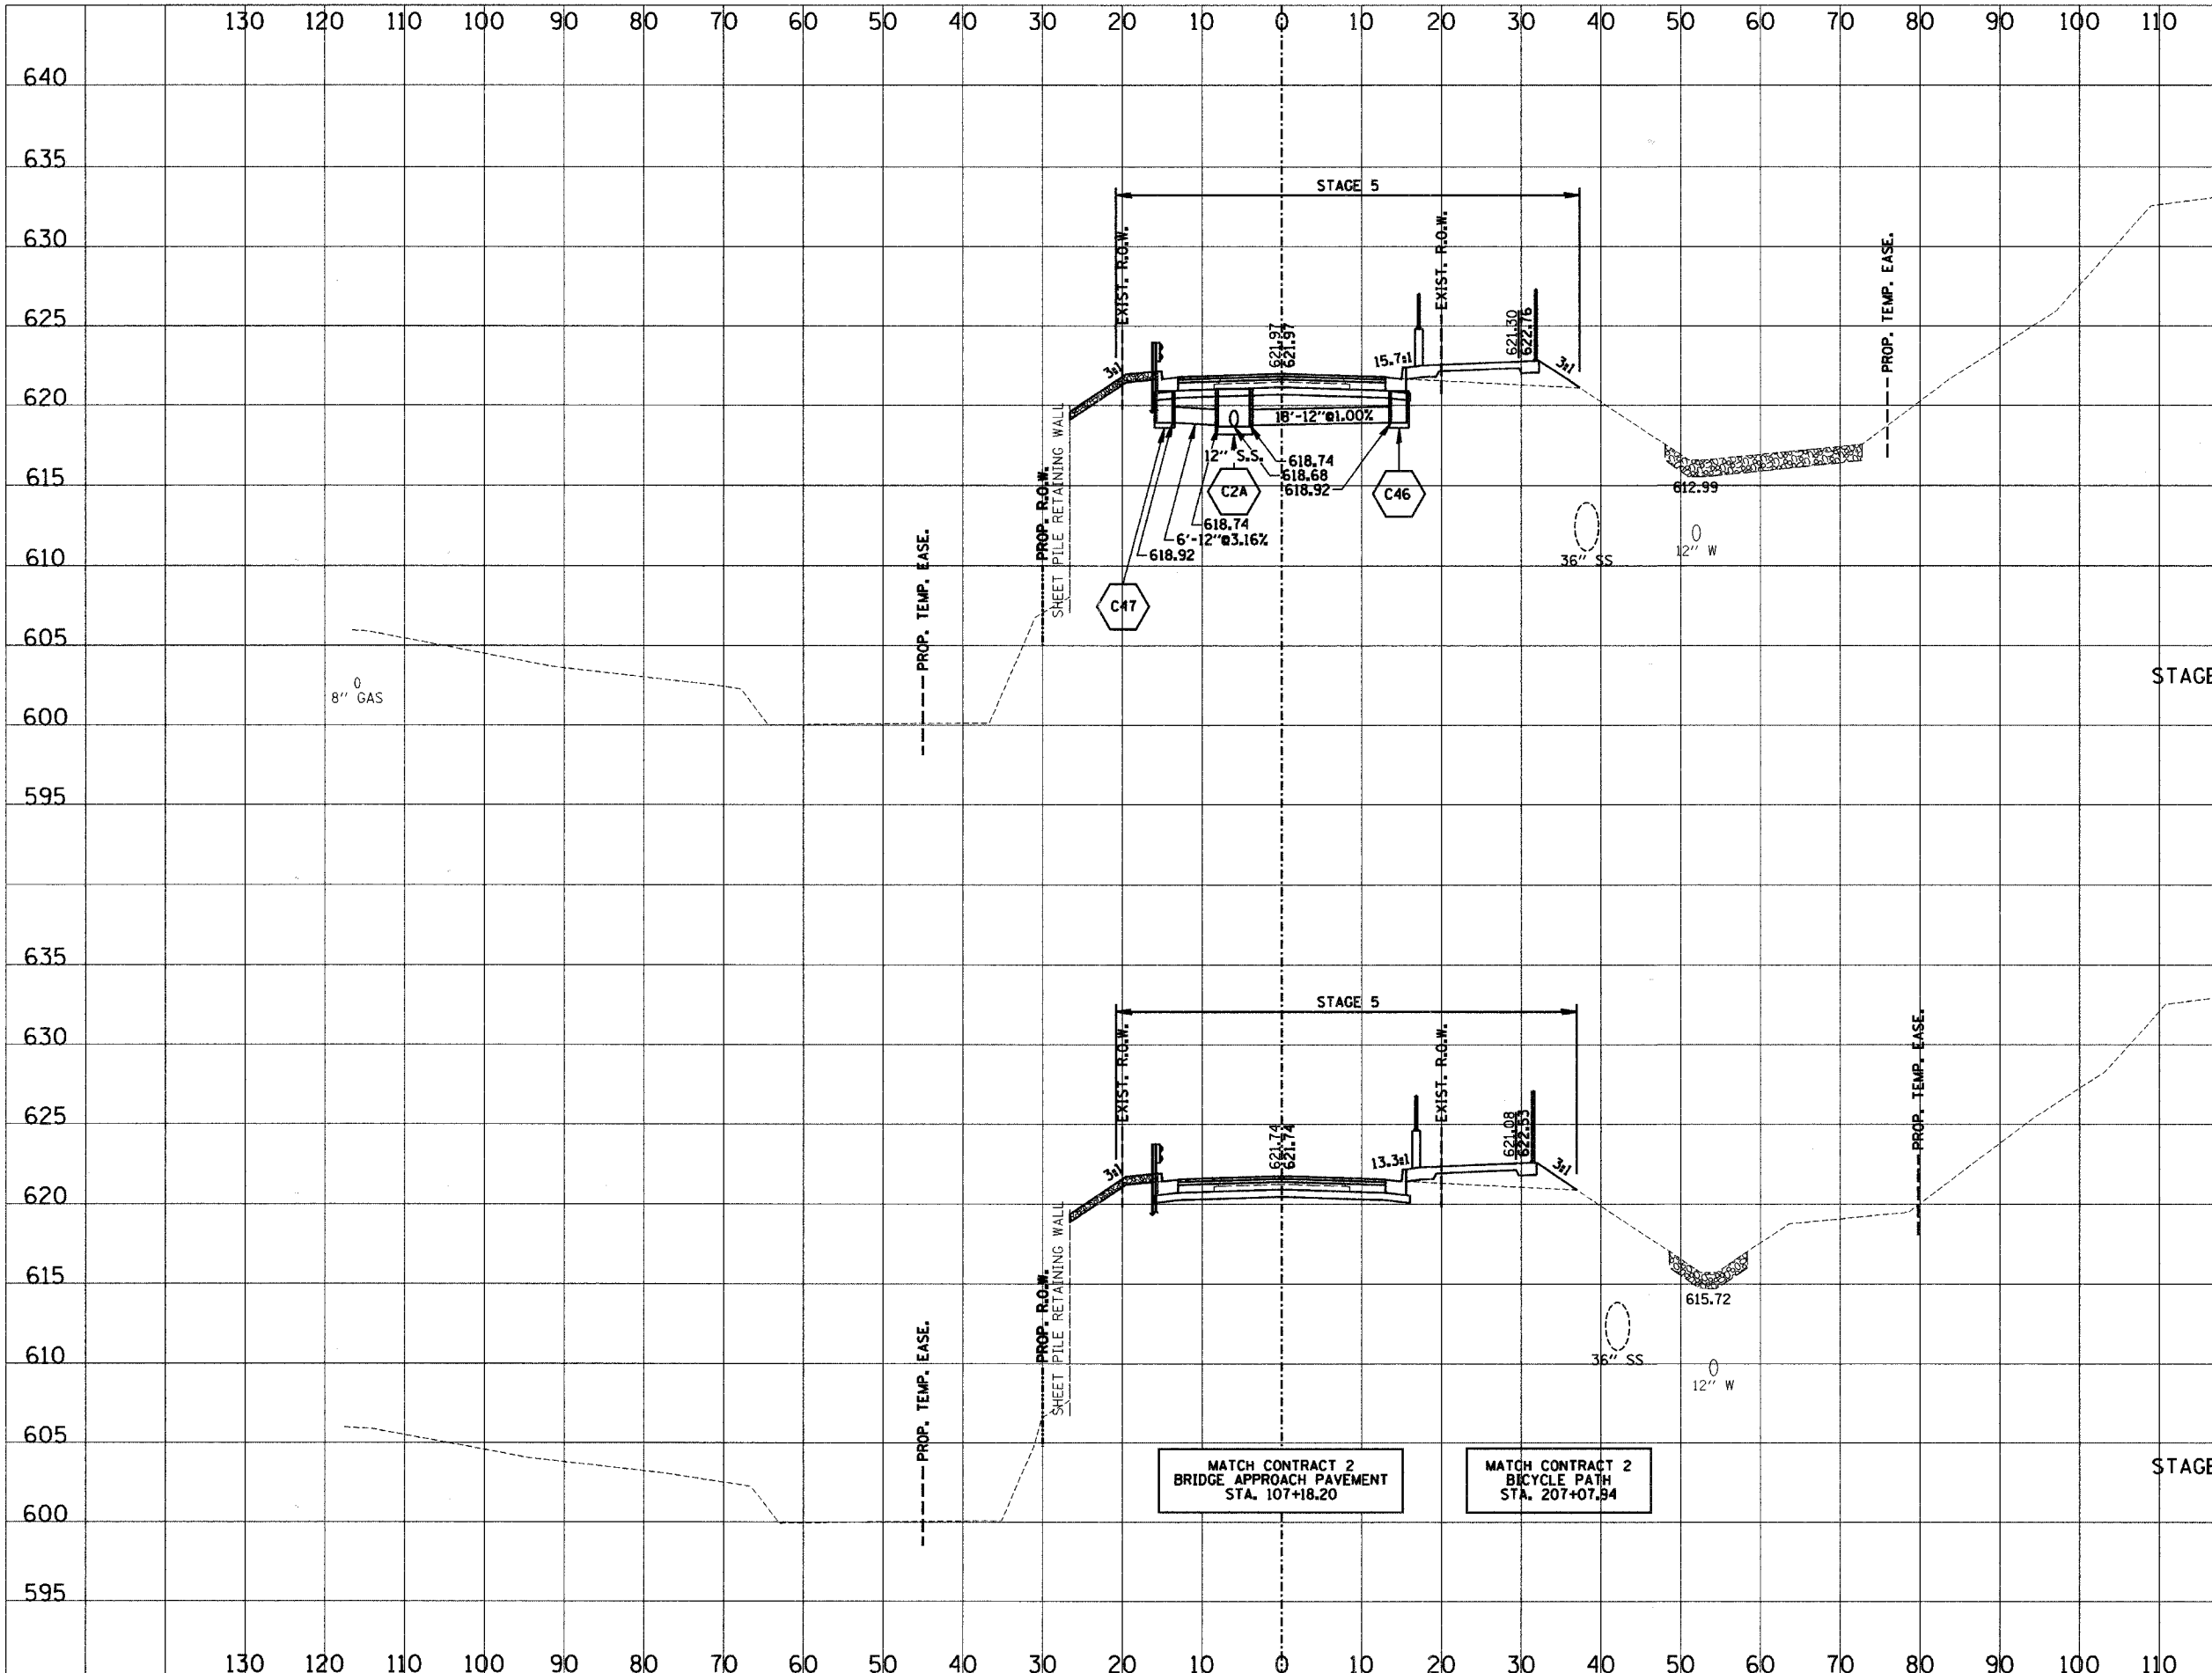 130 120 110 100 90 80 70 60 50 40 30 20 10 0 10 20 30 40 50 60 70 80 90 100 110
640
635
630
625
620
615
610
605
600
595
STAGE 5
EXIST. R.O.W.
EXIST. R.O.W.
PROP. TEMP. EASE.
621.97
621.97
621.30
622.76
15.7:1
3:1
3:1
18'-12"@1.00%
12" S.S.
618.74
618.68
618.92
C2A
C46
618.74
6'-12"@3.16%
618.92
C47
SHEET PILE RETAINING WALL
PROP. R.O.W.
PROP. TEMP. EASE.
612.99
36" SS
12" W
8" GAS
STAGE
635
630
625
620
615
610
605
600
595
STAGE 5
EXIST. R.O.W.
EXIST. R.O.W.
PROP. TEMP. EASE.
621.74
621.74
621.08
622.53
13.3:1
3:1
3:1
SHEET PILE RETAINING WALL
PROP. R.O.W.
PROP. TEMP. EASE.
615.72
36" SS
12" W
MATCH CONTRACT 2
BRIDGE APPROACH PAVEMENT
STA. 107+18.20
MATCH CONTRACT 2
BICYCLE PATH
STA. 207+07.94
STAGE
130 120 110 100 90 80 70 60 50 40 30 20 10 0 10 20 30 40 50 60 70 80 90 100 110